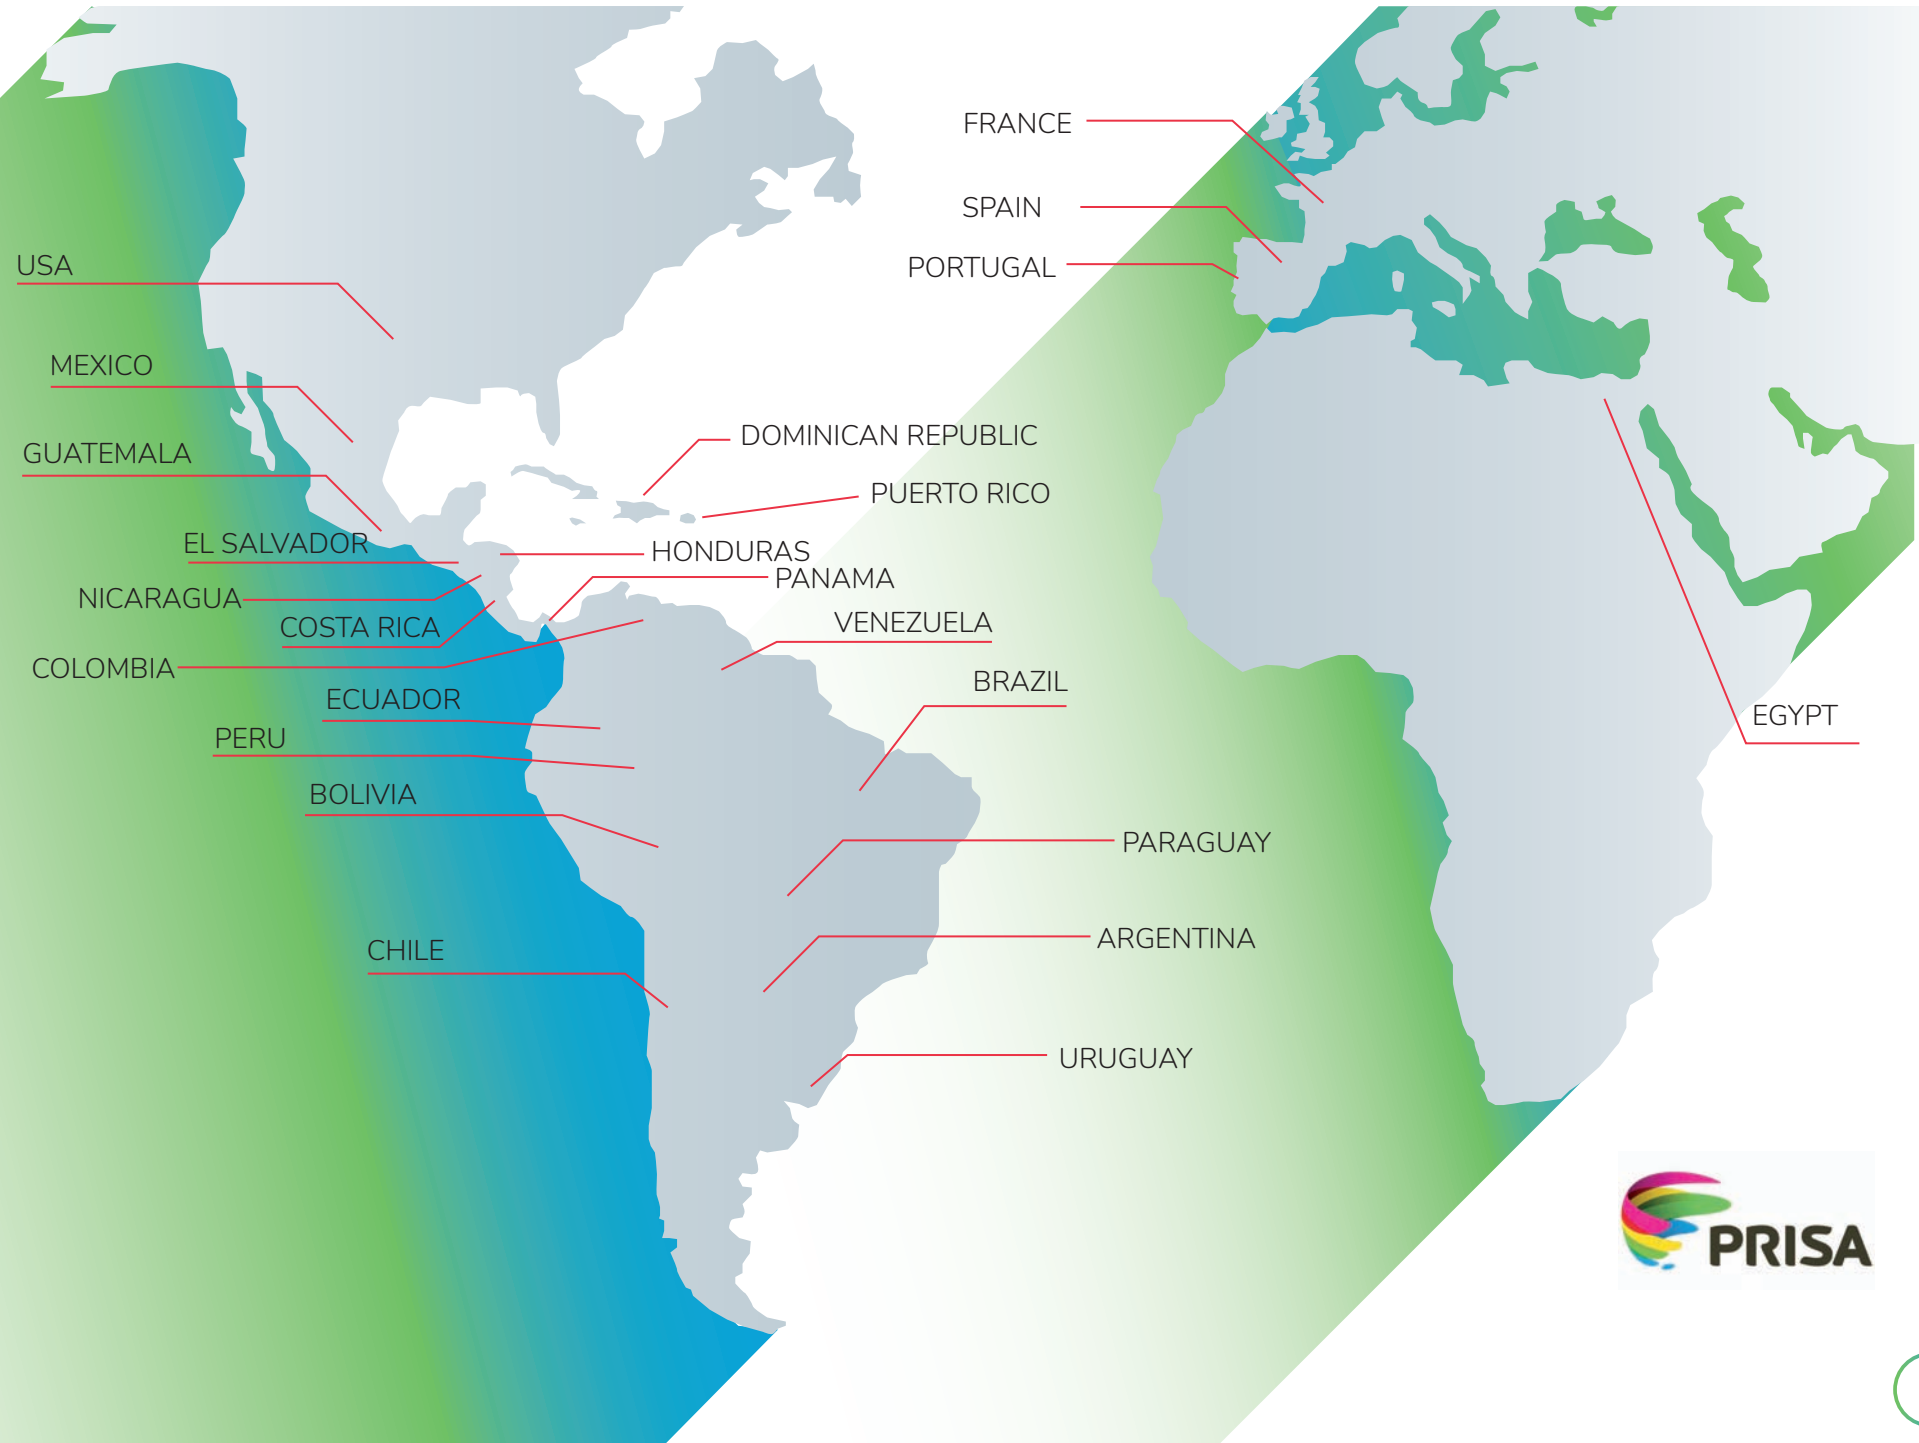 FRANCE
SPAIN
PORTUGAL
USA
MEXICO
GUATEMALA
DOMINICAN REPUBLIC
PUERTO RICO
EL SALVADOR
HONDURAS
PANAMA
NICARAGUA
COSTA RICA
VENEZUELA
COLOMBIA
BRAZIL
ECUADOR
EGYPT
PERU
BOLIVIA
PARAGUAY
ARGENTINA
CHILE
URUGUAY
PRISA